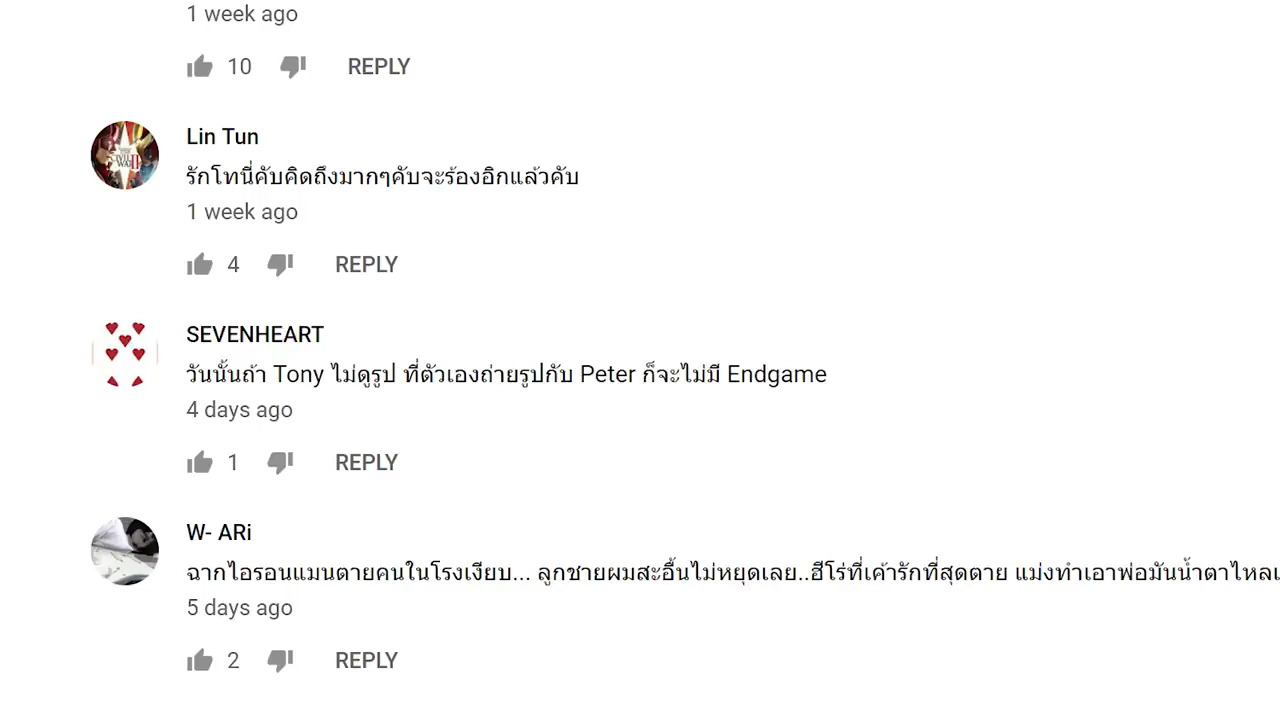 1 week ago
10 REPLY
Lin Tun
รักโทนี่คับคิดถึงมากๆคับจะร้องอิกแล้วคับ
1 week ago
4 REPLY
SEVENHEART
วันนั้นถ้า Tony ไม่ดูรูป ที่ตัวเองถ่ายรูปกับ Peter ก็จะไม่มี Endgame
4 days ago
1 REPLY
W- ARi
ฉากไอรอนแมนตายคนในโรงเงียบ... ลูกชายผมสะอื้นไม่หยุดเลย..ฮีโร่ที่เค้ารักที่สุดตาย แม่งทำเอาพ่อมันน้ำตาไหล
5 days ago
2 REPLY